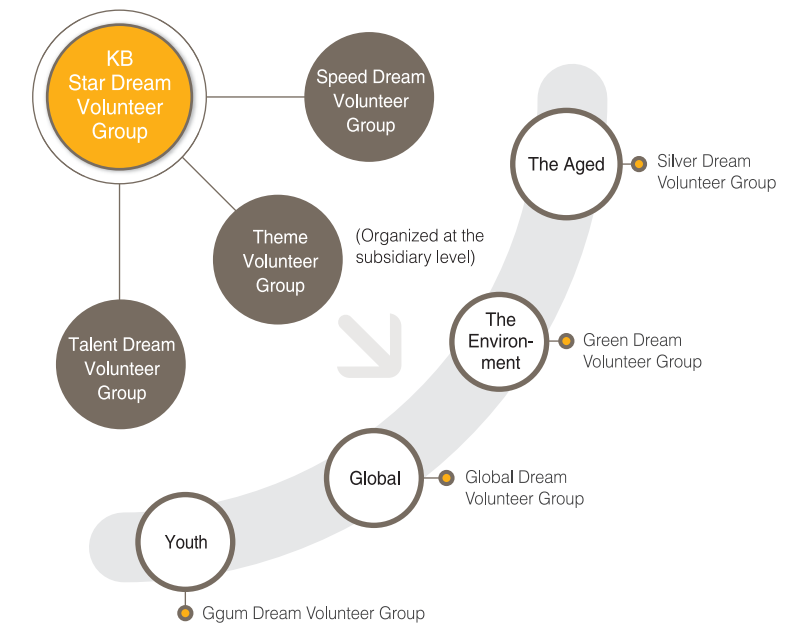 KB
Star Dream
Volunteer
Group
Speed Dream
Volunteer
Group
Theme
Volunteer
Group
(Organized at the
subsidiary level)
Talent Dream
Volunteer
Group
The Aged
Silver Dream
Volunteer Group
The
Environ-
ment
Green Dream
Volunteer Group
Global
Global Dream
Volunteer Group
Youth
Ggum Dream Volunteer Group